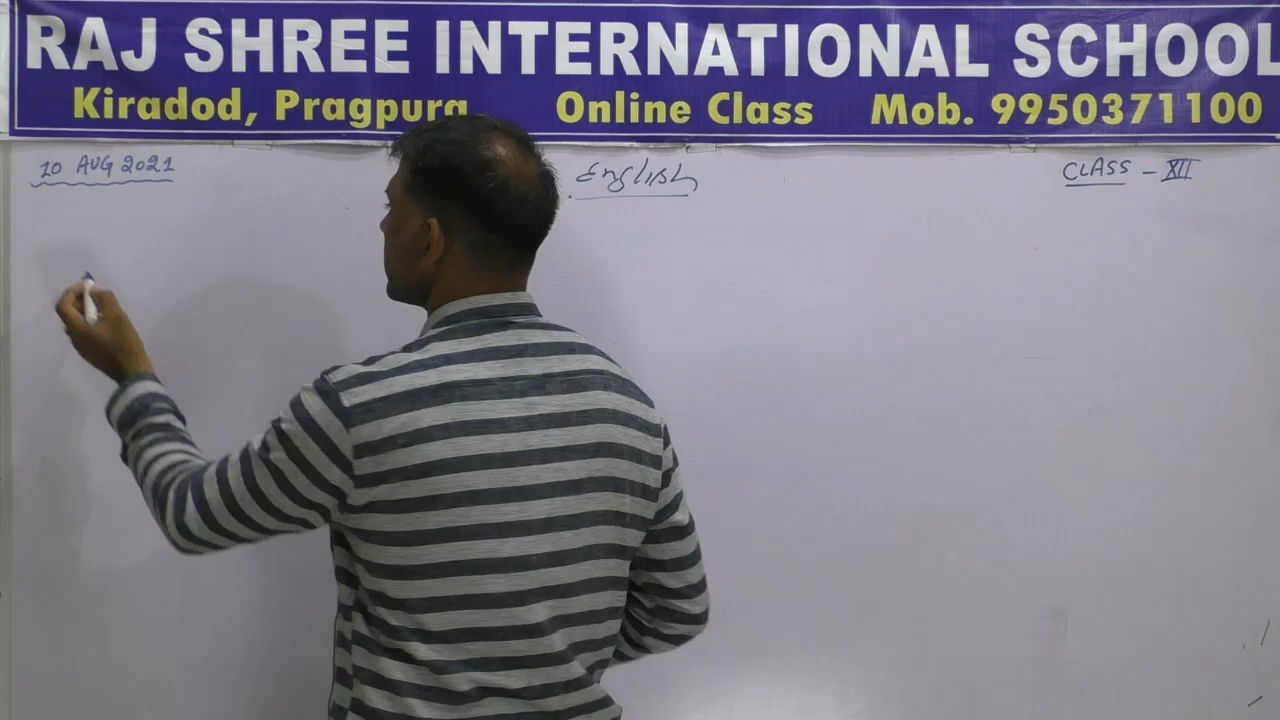 RAJ SHREE INTERNATIONAL SCHOOL
Kiradod, Pragpura Online Class Mob. 9950371100
10 AUG 2021 English CLASS - XII